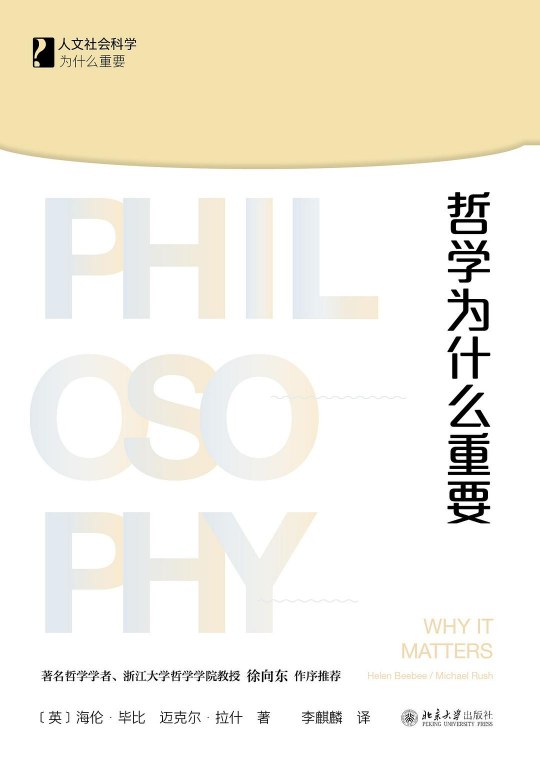 人文社会科学
为什么重要
PHIL
OSO
PHY
哲学为什么重要
WHY IT
MATTERS
Helen Beebee / Michael Rush
著名哲学学者、浙江大学哲学学院教授 徐向东 作序推荐
〔英〕海伦·毕比 迈克尔·拉什 著 李麒麟 译
北京大学出版社
PEKING UNIVERSITY PRESS